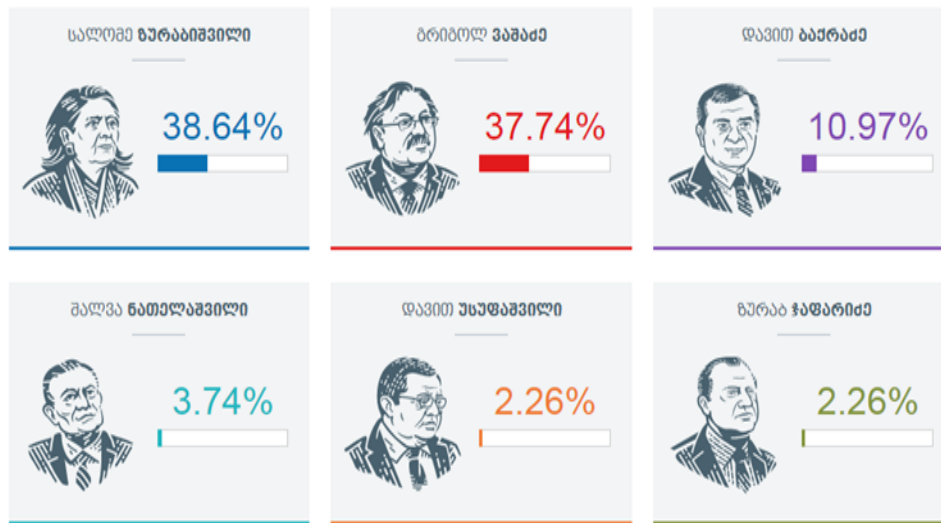 სალომე ზურაბიშვილი
გრიგოლ ვაშაძე
დავით ბაქრაძე
38.64%
37.74%
10.97%
შალვა ნათელაშვილი
დავით უსუფაშვილი
ზურაბ ჯაფარიძე
3.74%
2.26%
2.26%